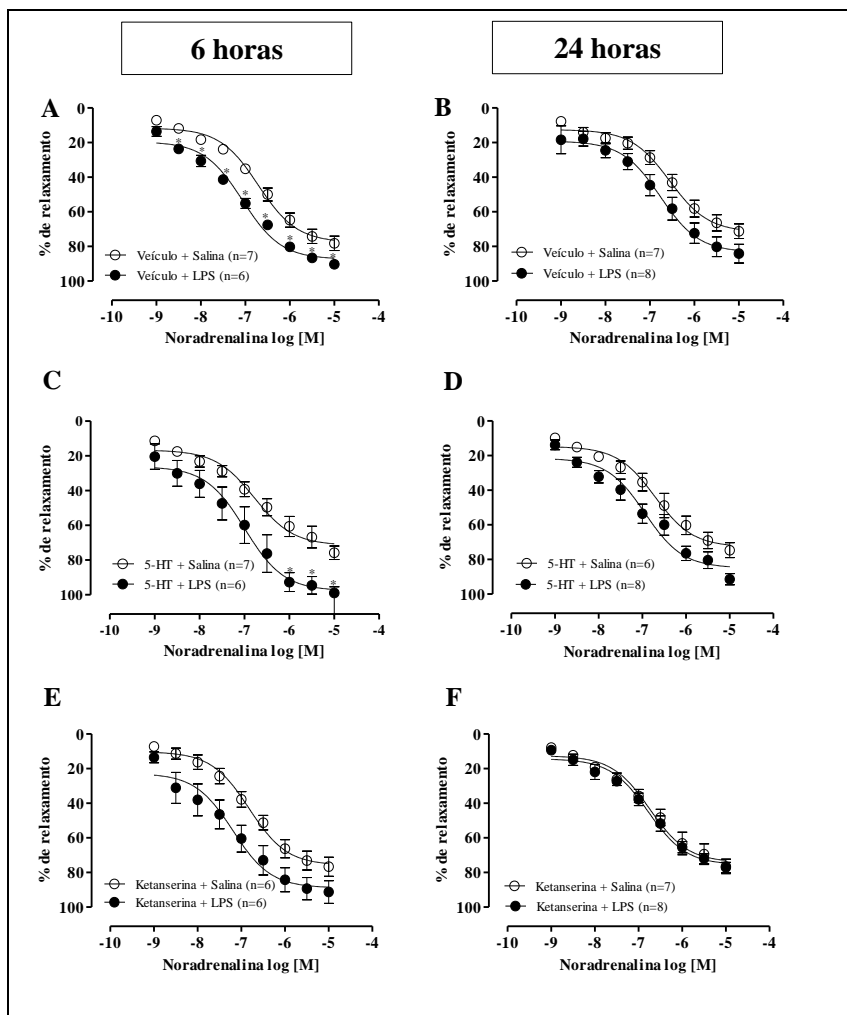 6 horas
24 horas
A
0
20
40
60
80
100
% de relaxamento
* * * * * * * *
Veículo + Salina (n=7)
Veículo + LPS (n=6)
-10 -9 -8 -7 -6 -5 -4
Noradrenalina log [M]
B
0
20
40
60
80
100
% de relaxamento
Veículo + Salina (n=7)
Veículo + LPS (n=8)
-10 -9 -8 -7 -6 -5 -4
Noradrenalina log [M]
C
0
20
40
60
80
100
% de relaxamento
* * *
5-HT + Salina (n=7)
5-HT + LPS (n=6)
-10 -9 -8 -7 -6 -5 -4
Noradrenalina log [M]
D
0
20
40
60
80
100
% de relaxamento
5-HT + Salina (n=6)
5-HT + LPS (n=8)
-10 -9 -8 -7 -6 -5 -4
Noradrenalina log [M]
E
0
20
40
60
80
100
% de relaxamento
Ketanserina + Salina (n=6)
Ketanserina + LPS (n=6)
-10 -9 -8 -7 -6 -5 -4
Noradrenalina log [M]
F
0
20
40
60
80
100
% de relaxamento
Ketanserina + Salina (n=7)
Ketanserina + LPS (n=8)
-10 -9 -8 -7 -6 -5 -4
Noradrenalina log [M]